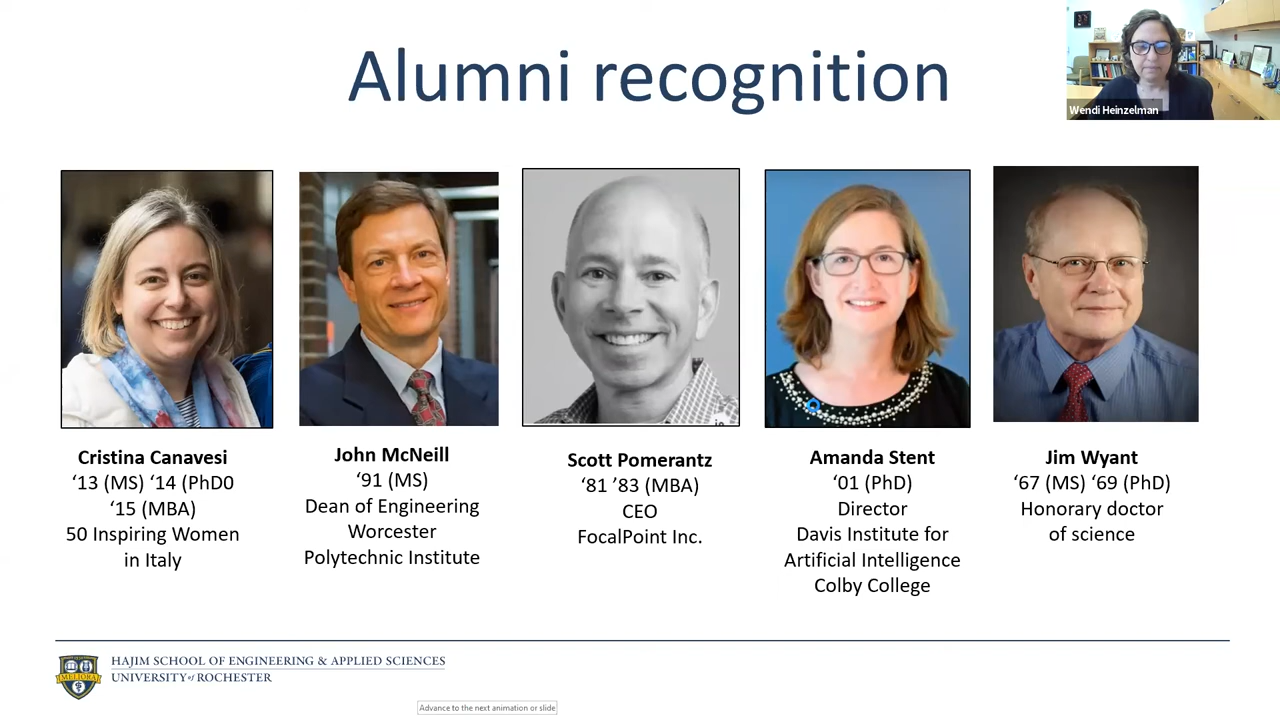 Alumni recognition
Wendi Heinzelman
Cristina Canavesi
‘13 (MS) ‘14 (PhD0
‘15 (MBA)
50 Inspiring Women
in Italy
John McNeill
‘91 (MS)
Dean of Engineering
Worcester
Polytechnic Institute
Scott Pomerantz
‘81 ’83 (MBA)
CEO
FocalPoint Inc.
Amanda Stent
‘01 (PhD)
Director
Davis Institute for
Artificial Intelligence
Colby College
Jim Wyant
‘67 (MS) ‘69 (PhD)
Honorary doctor
of science
MELIORA
HAJIM SCHOOL OF ENGINEERING & APPLIED SCIENCES
UNIVERSITY of ROCHESTER
Advance to the next animation or slide